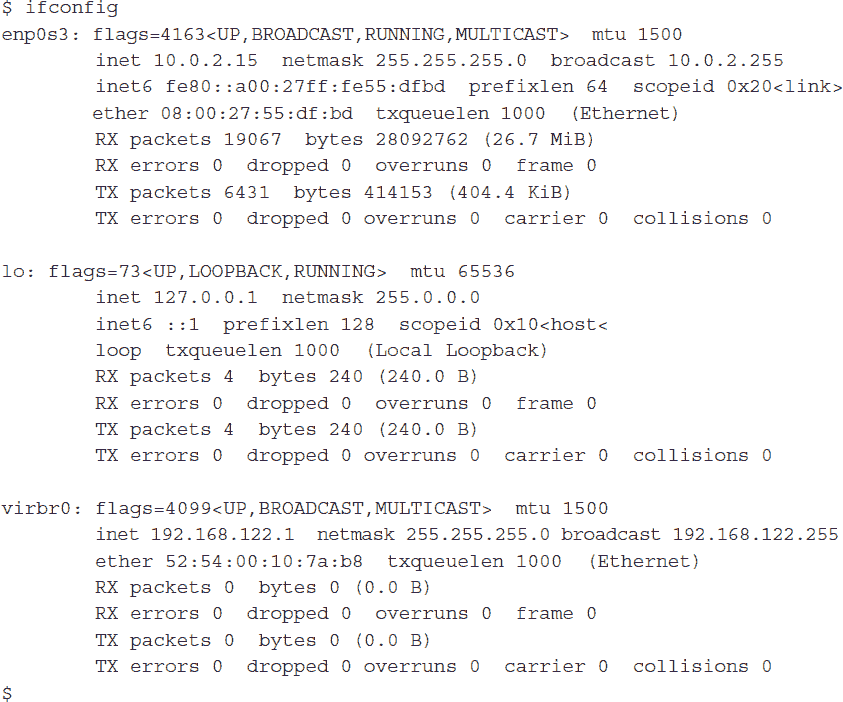 $ ifconfig
enp0s3: flags=4163<UP,BROADCAST,RUNNING,MULTICAST>  mtu 1500
        inet 10.0.2.15  netmask 255.255.255.0  broadcast 10.0.2.255
        inet6 fe80::a00:27ff:fe55:dfbd  prefixlen 64  scopeid 0x20<link>
        ether 08:00:27:55:df:bd  txqueuelen 1000  (Ethernet)
        RX packets 19067  bytes 28092762 (26.7 MiB)
        RX errors 0  dropped 0  overruns 0  frame 0
        TX packets 6431  bytes 414153 (404.4 KiB)
        TX errors 0  dropped 0 overruns 0  carrier 0  collisions 0

lo: flags=73<UP,LOOPBACK,RUNNING>  mtu 65536
        inet 127.0.0.1  netmask 255.0.0.0
        inet6 ::1  prefixlen 128  scopeid 0x10<host<
        loop  txqueuelen 1000  (Local Loopback)
        RX packets 4  bytes 240 (240.0 B)
        RX errors 0  dropped 0  overruns 0  frame 0
        TX packets 4  bytes 240 (240.0 B)
        TX errors 0  dropped 0 overruns 0  carrier 0  collisions 0

virbr0: flags=4099<UP,BROADCAST,MULTICAST>  mtu 1500
        inet 192.168.122.1  netmask 255.255.255.0 broadcast 192.168.122.255
        ether 52:54:00:10:7a:b8  txqueuelen 1000  (Ethernet)
        RX packets 0  bytes 0 (0.0 B)
        RX errors 0  dropped 0  overruns 0  frame 0
        TX packets 0  bytes 0 (0.0 B)
        TX errors 0  dropped 0 overruns 0  carrier 0  collisions 0
$